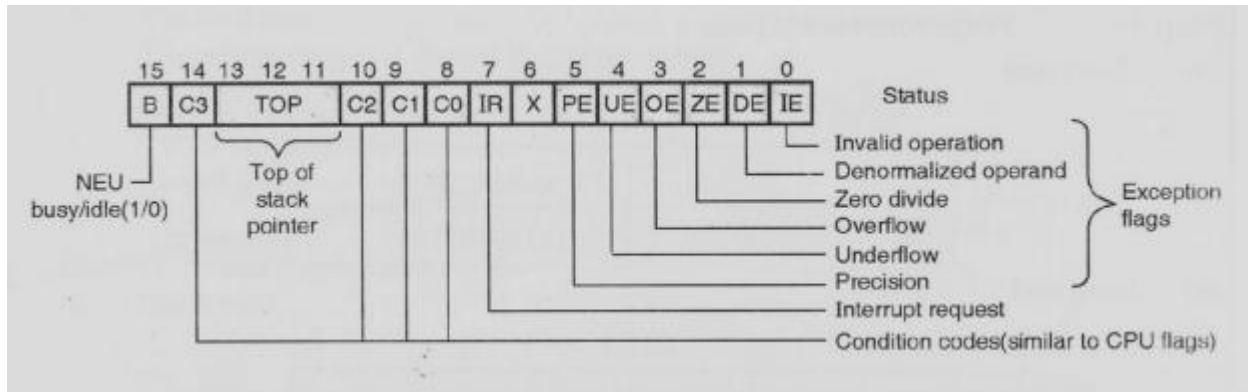 15 14 13 12 11 10 9 8 7 6 5 4 3 2 1 0
B C3 TOP C2 C1 C0 IR X PE UE OE ZE DE IE
Status
NEU
busy/idle(1/0)
Top of
stack
pointer
Invalid operation
Denormalized operand
Zero divide
Overflow
Underflow
Precision
Exception
flags
Interrupt request
Condition codes(similar to CPU flags)